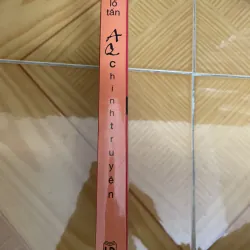 lỗ
tấn
AQ
chính truyện